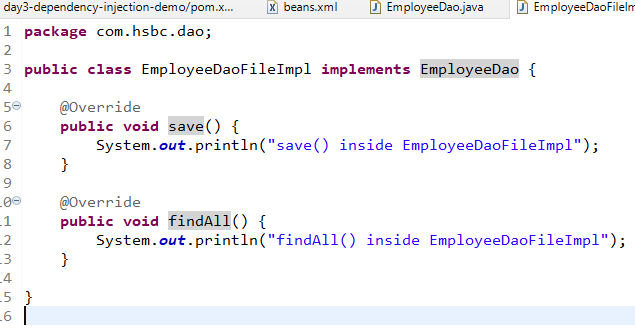 day3-dependency-injection-demo/pom.x... beans.xml EmployeeDao.java
1 package com.hsbc.dao;
2
3 public class EmployeeDaoFileImpl implements EmployeeDao {
4
5 @Override
6 public void save() {
7 System.out.println("save() inside EmployeeDaoFileImpl");
8 }
9
10 @Override
11 public void findAll() {
12 System.out.println("findAll() inside EmployeeDaoFileImpl");
13 }
14
15 }
16